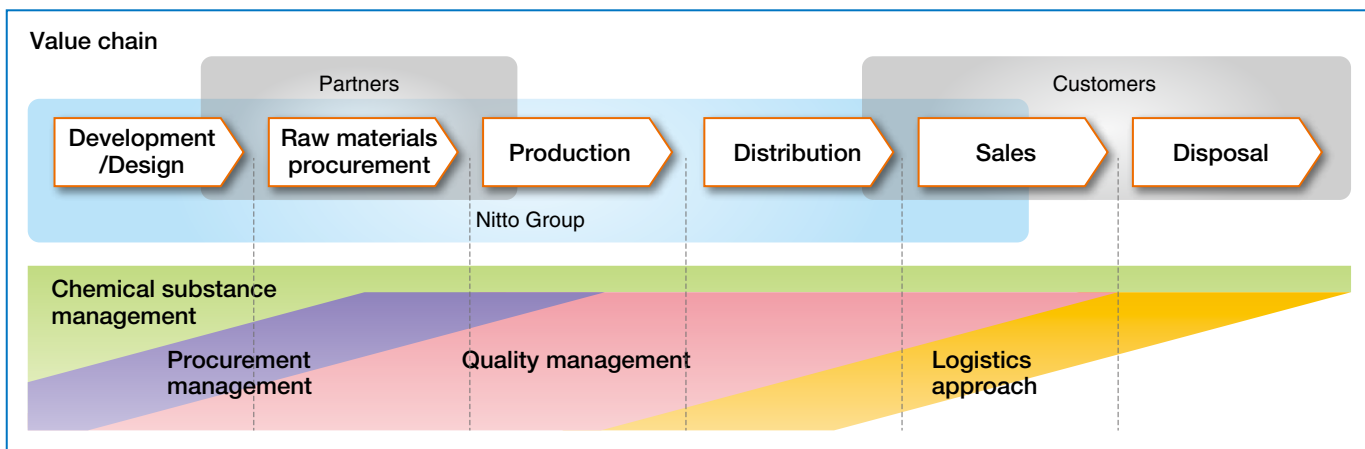 Value chain
Partners
Customers
Development
/Design
Raw materials
procurement
Production
Distribution
Sales
Disposal
Nitto Group
Chemical substance
management
Procurement
management
Quality management
Logistics
approach